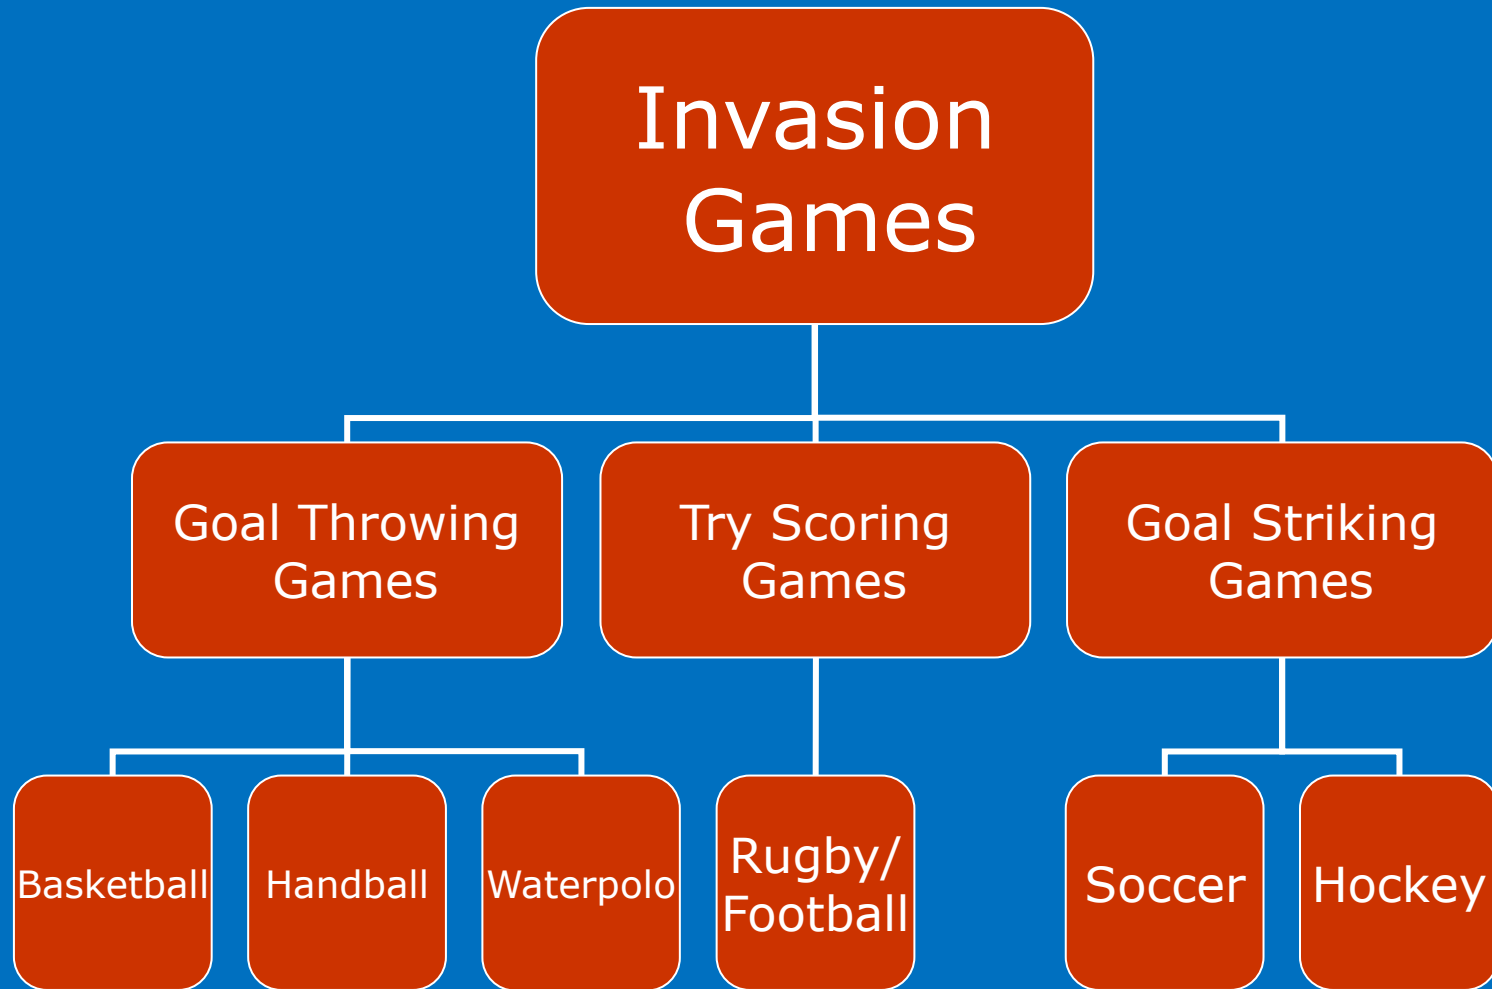 Invasion
Games
Goal Throwing
Games
Try Scoring
Games
Goal Striking
Games
Basketball
Handball
Waterpolo
Rugby/
Football
Soccer
Hockey